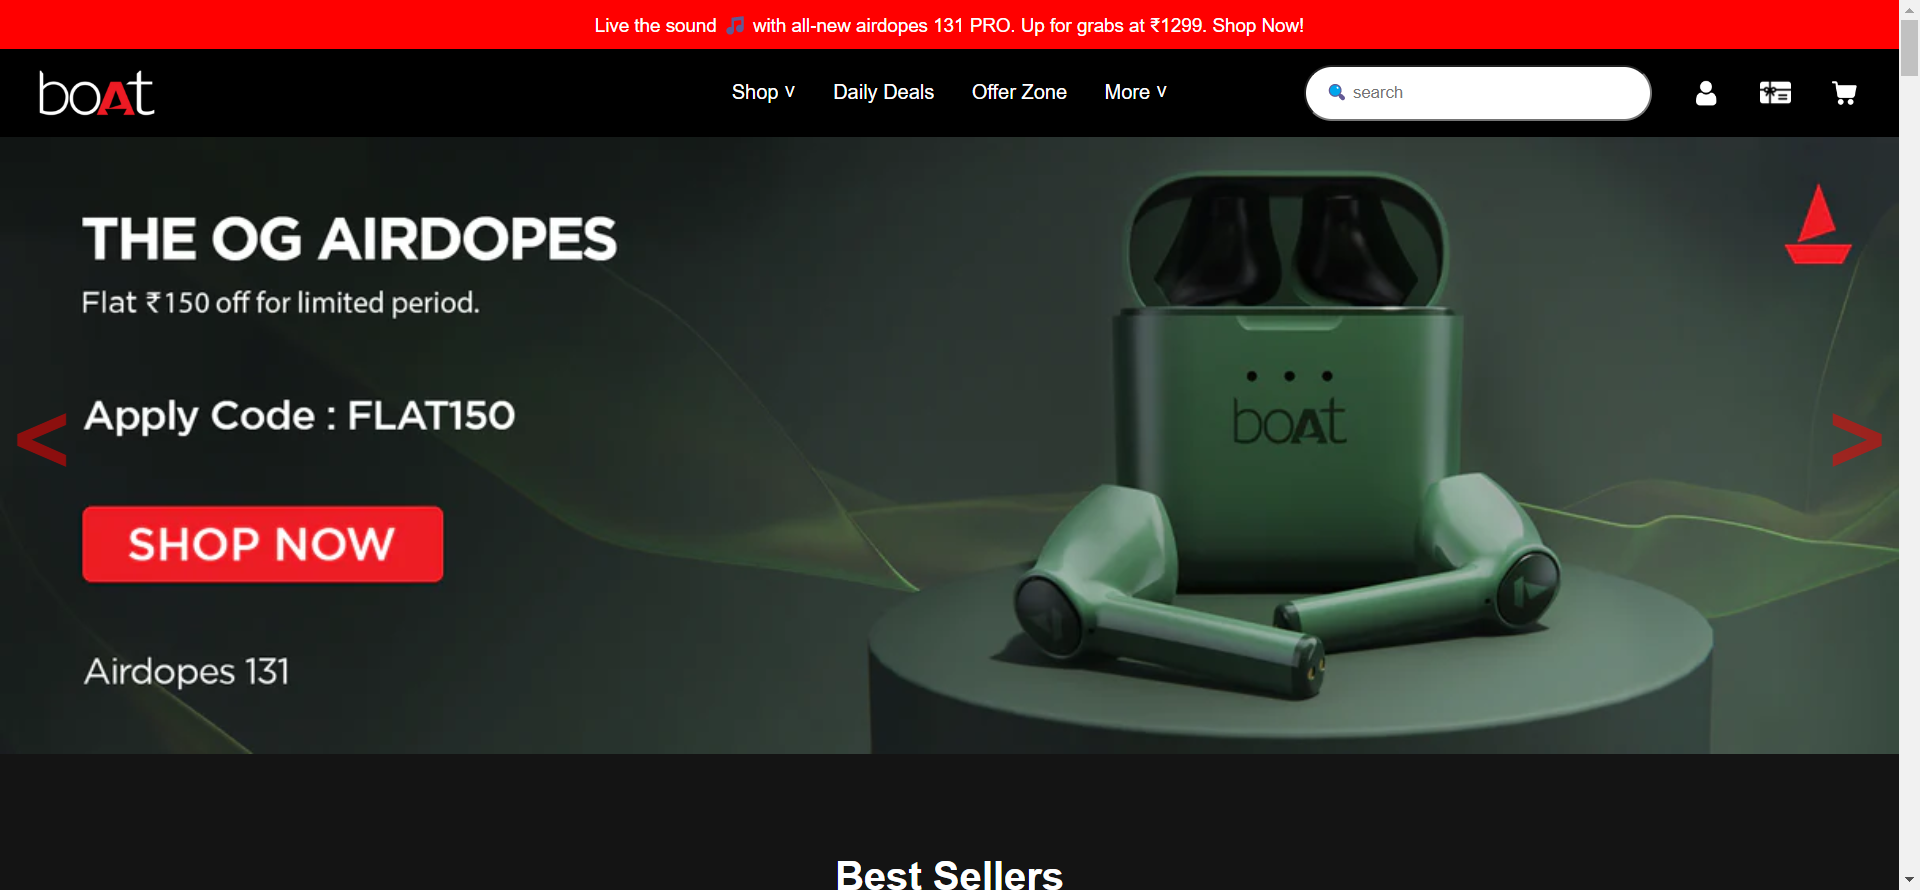 Live the sound 🎵 with all-new airdopes 131 PRO. Up for grabs at ₹1299. Shop Now!
boAt
Shop ᐯ Daily Deals Offer Zone More ᐯ
🔍 search
THE OG AIRDOPES
Flat ₹150 off for limited period.
Apply Code : FLAT150
SHOP NOW
Airdopes 131
boAt
< >
Best Sellers